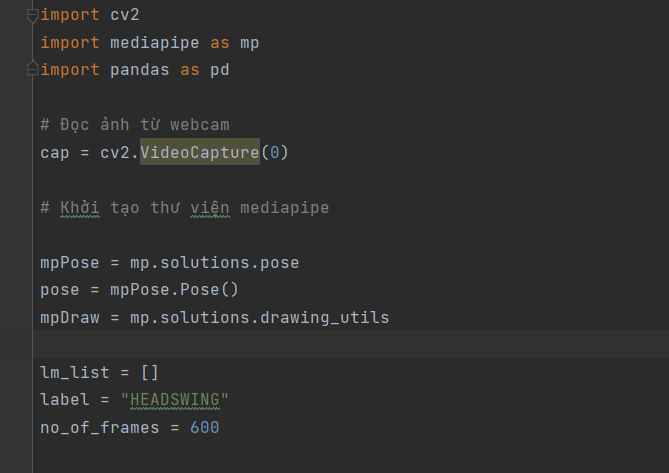 import cv2
import mediapipe as mp
import pandas as pd
# Đọc ảnh từ webcam
cap = cv2.VideoCapture(0)
# Khởi tạo thư viện mediapipe
mpPose = mp.solutions.pose
pose = mpPose.Pose()
mpDraw = mp.solutions.drawing_utils
lm_list = []
label = "HEADSWING"
no_of_frames = 600